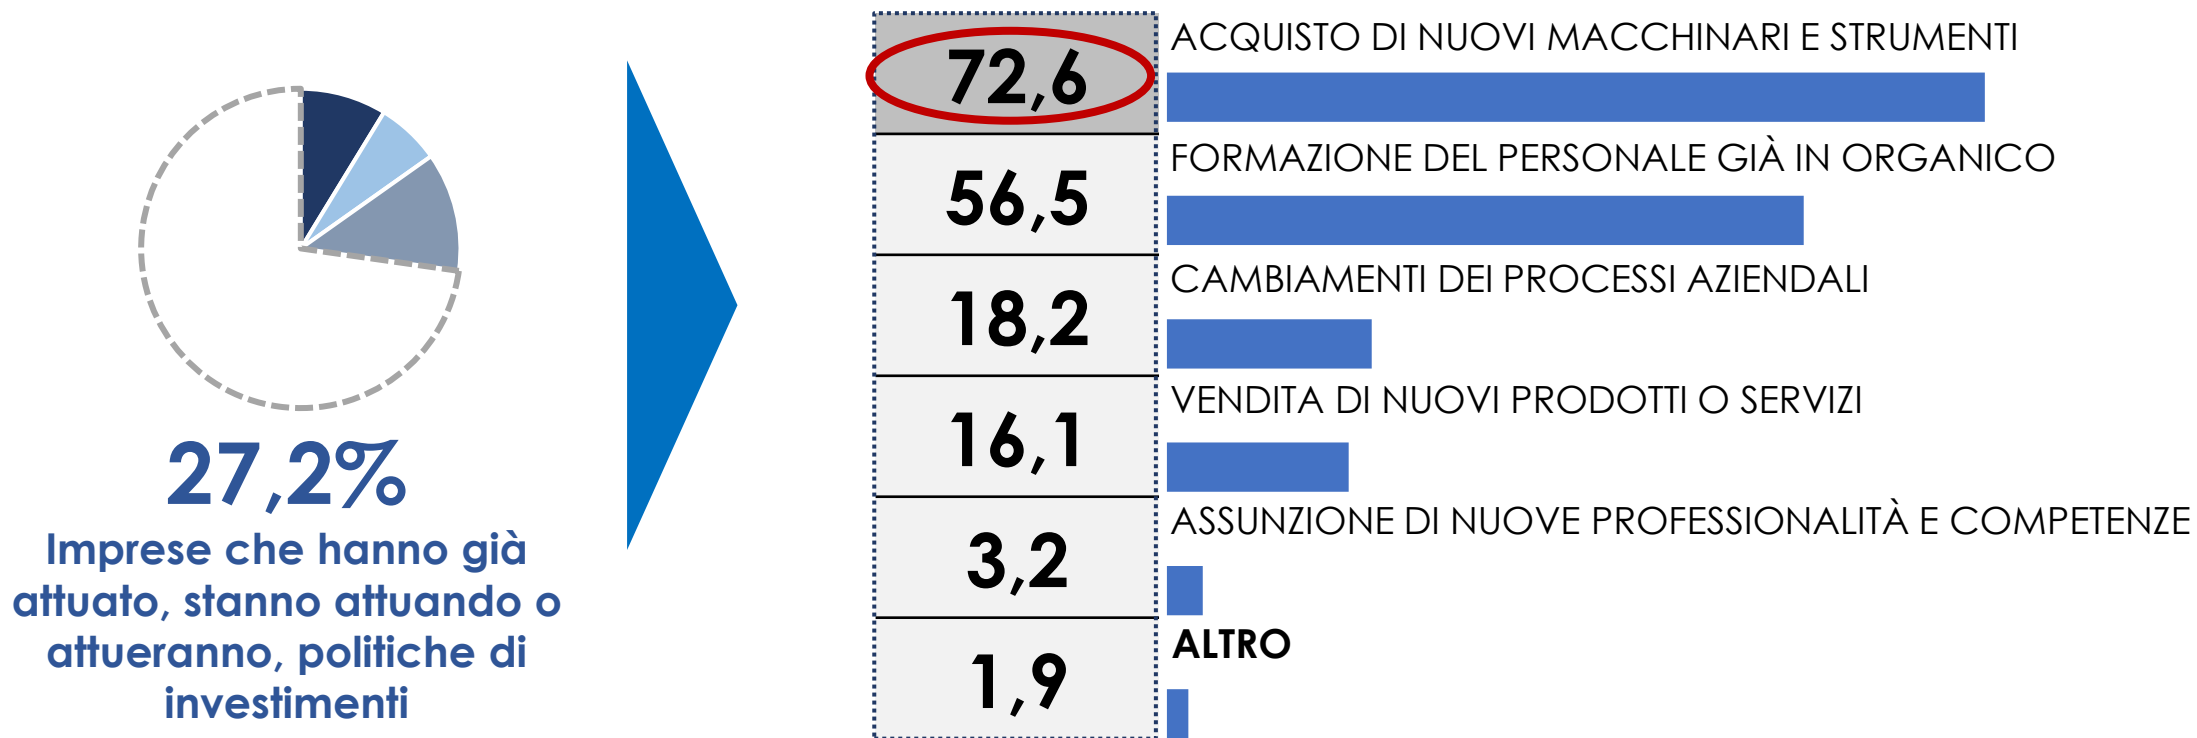 27,2%
Imprese che hanno già
attuato, stanno attuando o
attueranno, politiche di
investimenti
72,6
ACQUISTO DI NUOVI MACCHINARI E STRUMENTI
56,5
FORMAZIONE DEL PERSONALE GIÀ IN ORGANICO
18,2
CAMBIAMENTI DEI PROCESSI AZIENDALI
16,1
VENDITA DI NUOVI PRODOTTI O SERVIZI
3,2
ASSUNZIONE DI NUOVE PROFESSIONALITÀ E COMPETENZE
1,9
ALTRO